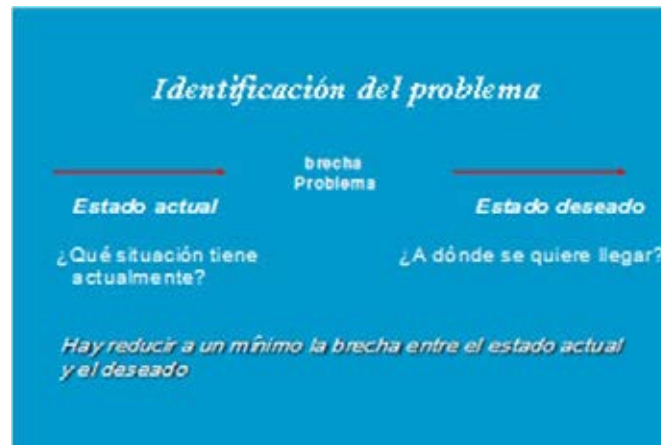 Identificación del problema
brecha
Problema
Estado actual
Estado deseado
¿Qué situación tiene
actualmente?
¿A dónde se quiere llegar?
Hay reducir a un mínimo la brecha entre el estado actual
y el deseado